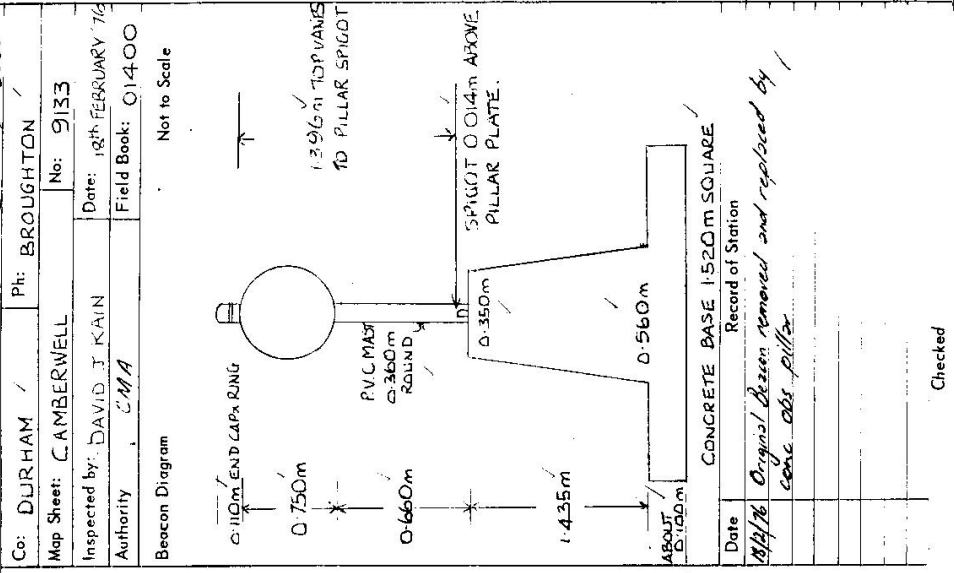 Co: DURHAM Ph: BROUGHTON
Map Sheet: CAMBERWELL No: 9133
Inspected by: DAVID J KAIN Date: 18th FEBRUARY '76
Authority CMA Field Book: 01400
Beacon Diagram Not to Scale
0.110m END CAP & RING
0.750m
1.396m TOP VANES
TO PILLAR SPIGOT
P.V.C MAST
0.360m
ROUND
0.660m
SPIGOT 0.014m ABOVE
PILLAR PLATE.
0.350m
1.435m
0.560m
ABOUT
0.100m
CONCRETE BASE 1.520m SQUARE
Date Record of Station
18/2/76 Original Beacon removed and replaced by
conc obs pillar
Checked